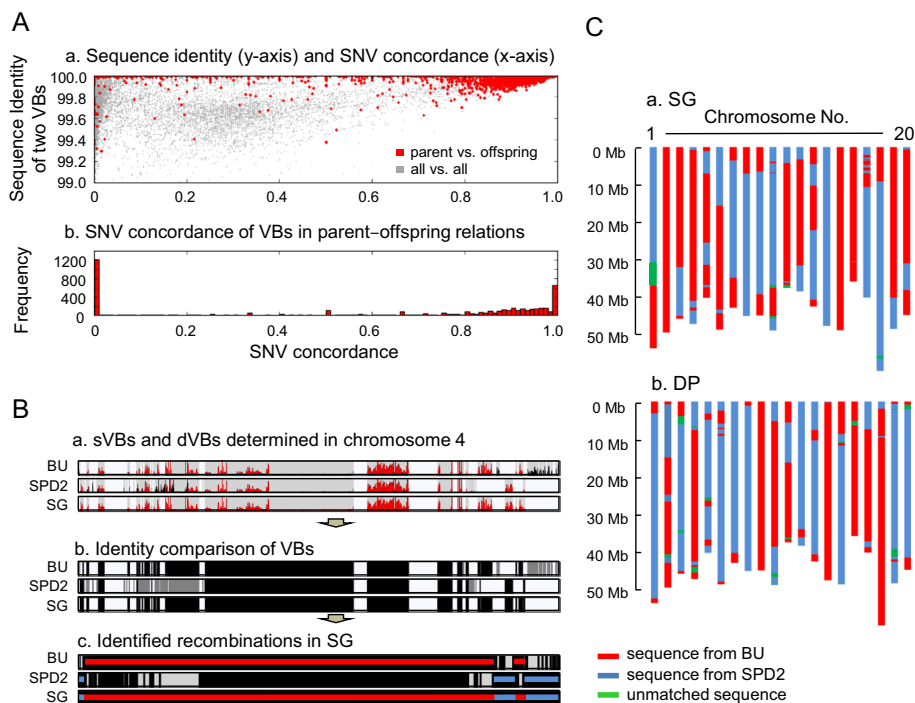 A
a. Sequence identity (y-axis) and SNV concordance (x-axis)
Sequence Identity
of two VBs
100.0
99.8
99.6
99.4
99.2
99.0
parent vs. offspring
all vs. all
0
0.2
0.4
0.6
0.8
1.0
b. SNV concordance of VBs in parent–offspring relations
Frequency
1200
800
400
0
0
0.2
0.4
0.6
0.8
1.0
SNV concordance
B
a. sVBs and dVBs determined in chromosome 4
BU
SPD2
SG
b. Identity comparison of VBs
BU
SPD2
SG
c. Identified recombinations in SG
BU
SPD2
SG
C
a. SG
Chromosome No.
1
20
0 Mb
10 Mb
20 Mb
30 Mb
40 Mb
50 Mb
b. DP
0 Mb
10 Mb
20 Mb
30 Mb
40 Mb
50 Mb
sequence from BU
sequence from SPD2
unmatched sequence